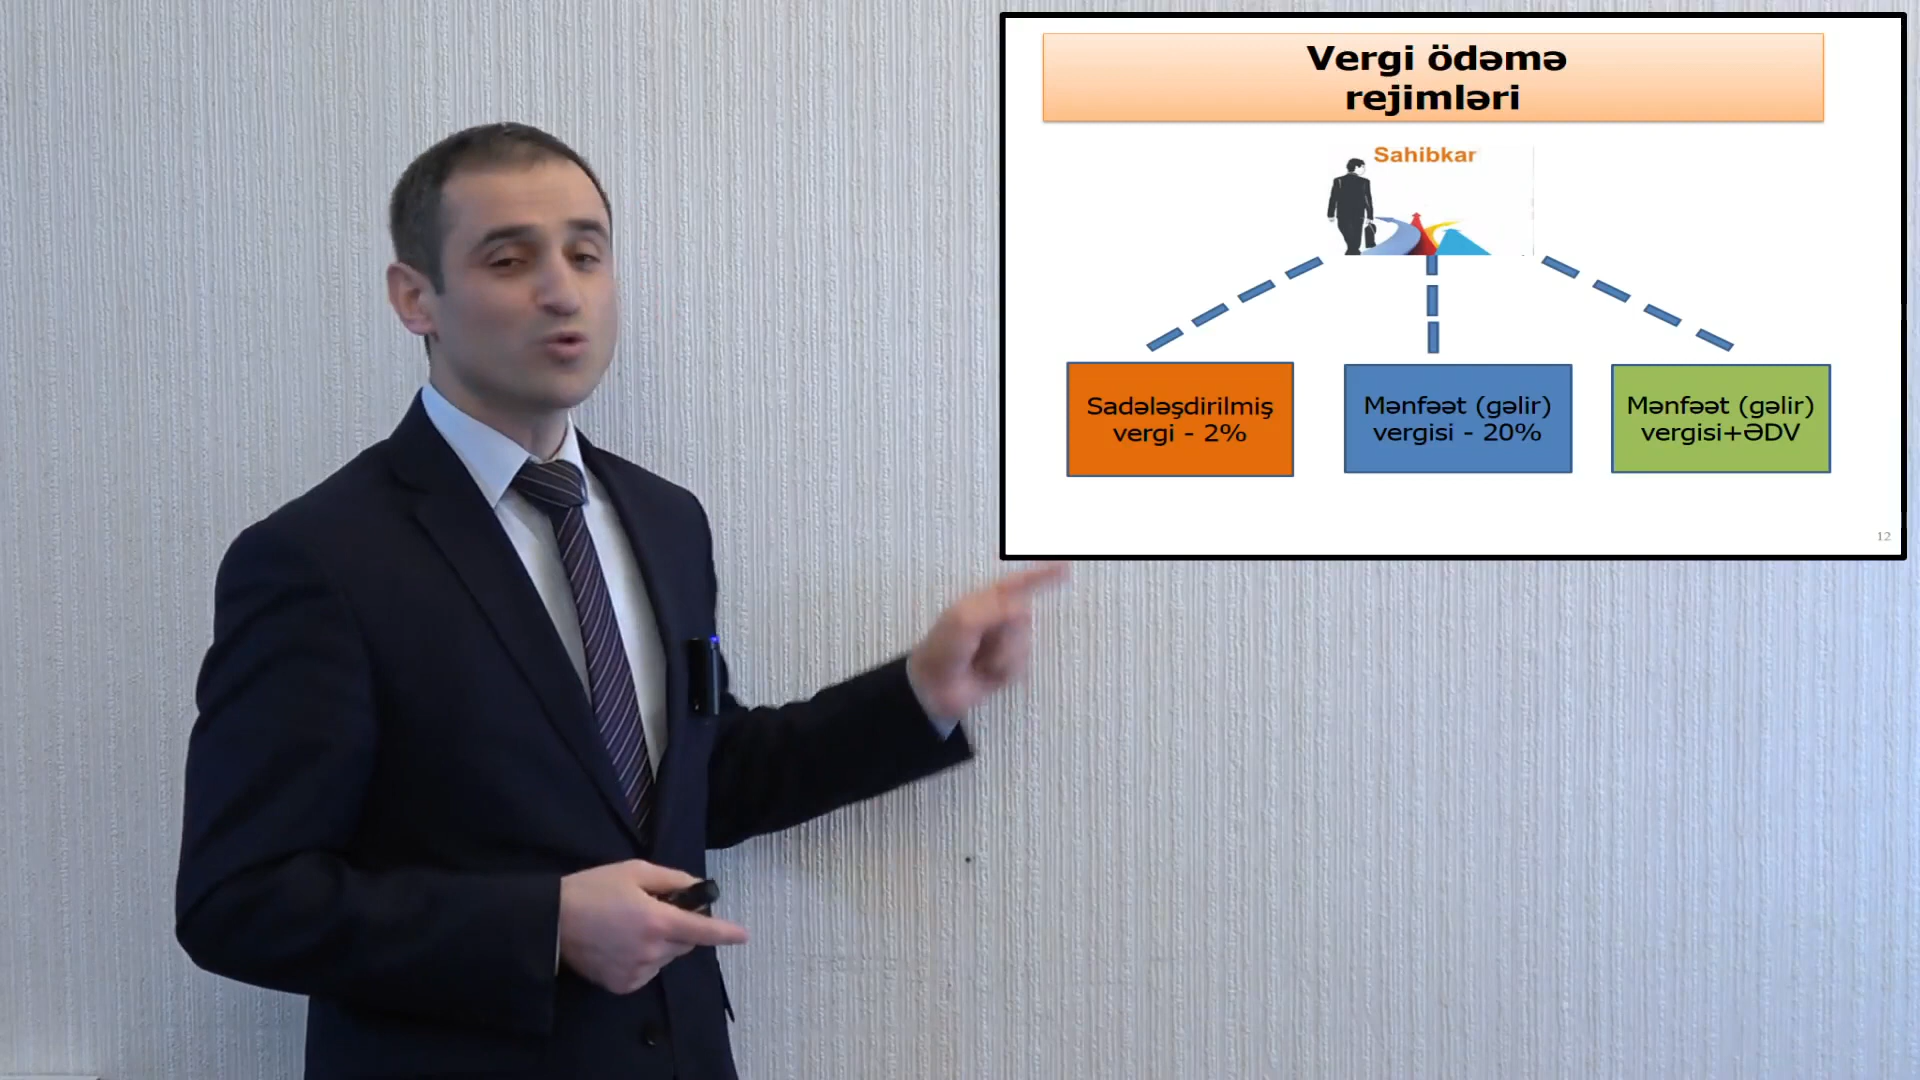 Vergi ödəmə
rejimləri
Sahibkar
Sadələşdirilmiş
vergi - 2%
Mənfəət (gəlir)
vergisi - 20%
Mənfəət (gəlir)
vergisi+ƏDV
12